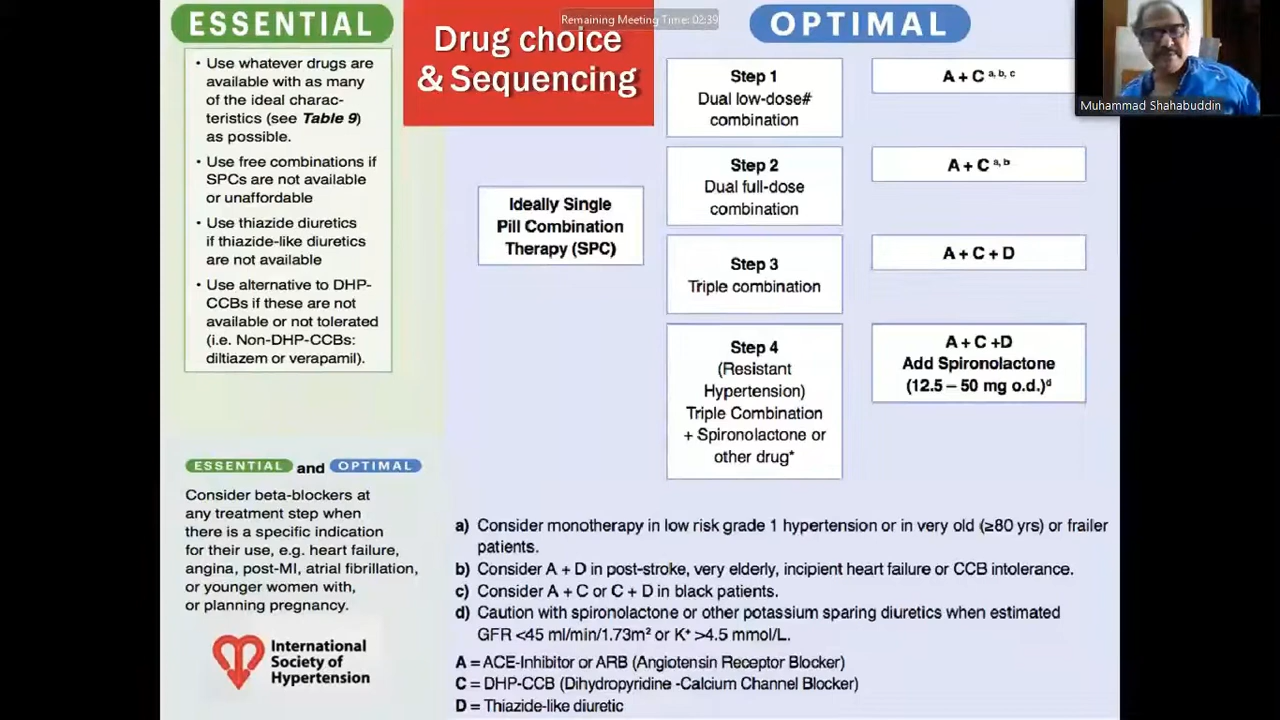 Remaining Meeting Time: 02:39
ESSENTIAL
• Use whatever drugs are
available with as many
of the ideal charac-
teristics (see Table 9)
as possible.
• Use free combinations if
SPCs are not available
or unaffordable
• Use thiazide diuretics
if thiazide-like diuretics
are not available
• Use alternative to DHP-
CCBs if these are not
available or not tolerated
(i.e. Non-DHP-CCBs:
diltiazem or verapamil).
Drug choice
& Sequencing
OPTIMAL
Muhammad Shahabuddin
Ideally Single
Pill Combination
Therapy (SPC)
Step 1
Dual low-dose#
combination
A + C a, b, c
Step 2
Dual full-dose
combination
A + C a, b
Step 3
Triple combination
A + C + D
Step 4
(Resistant
Hypertension)
Triple Combination
+ Spironolactone or
other drug*
A + C +D
Add Spironolactone
(12.5 – 50 mg o.d.)d
ESSENTIAL and OPTIMAL
Consider beta-blockers at
any treatment step when
there is a specific indication
for their use, e.g. heart failure,
angina, post-MI, atrial fibrillation,
or younger women with,
or planning pregnancy.
International
Society of
Hypertension
a) Consider monotherapy in low risk grade 1 hypertension or in very old (≥80 yrs) or frailer
patients.
b) Consider A + D in post-stroke, very elderly, incipient heart failure or CCB intolerance.
c) Consider A + C or C + D in black patients.
d) Caution with spironolactone or other potassium sparing diuretics when estimated
GFR <45 ml/min/1.73m² or K⁺ >4.5 mmol/L.
A = ACE-Inhibitor or ARB (Angiotensin Receptor Blocker)
C = DHP-CCB (Dihydropyridine -Calcium Channel Blocker)
D = Thiazide-like diuretic